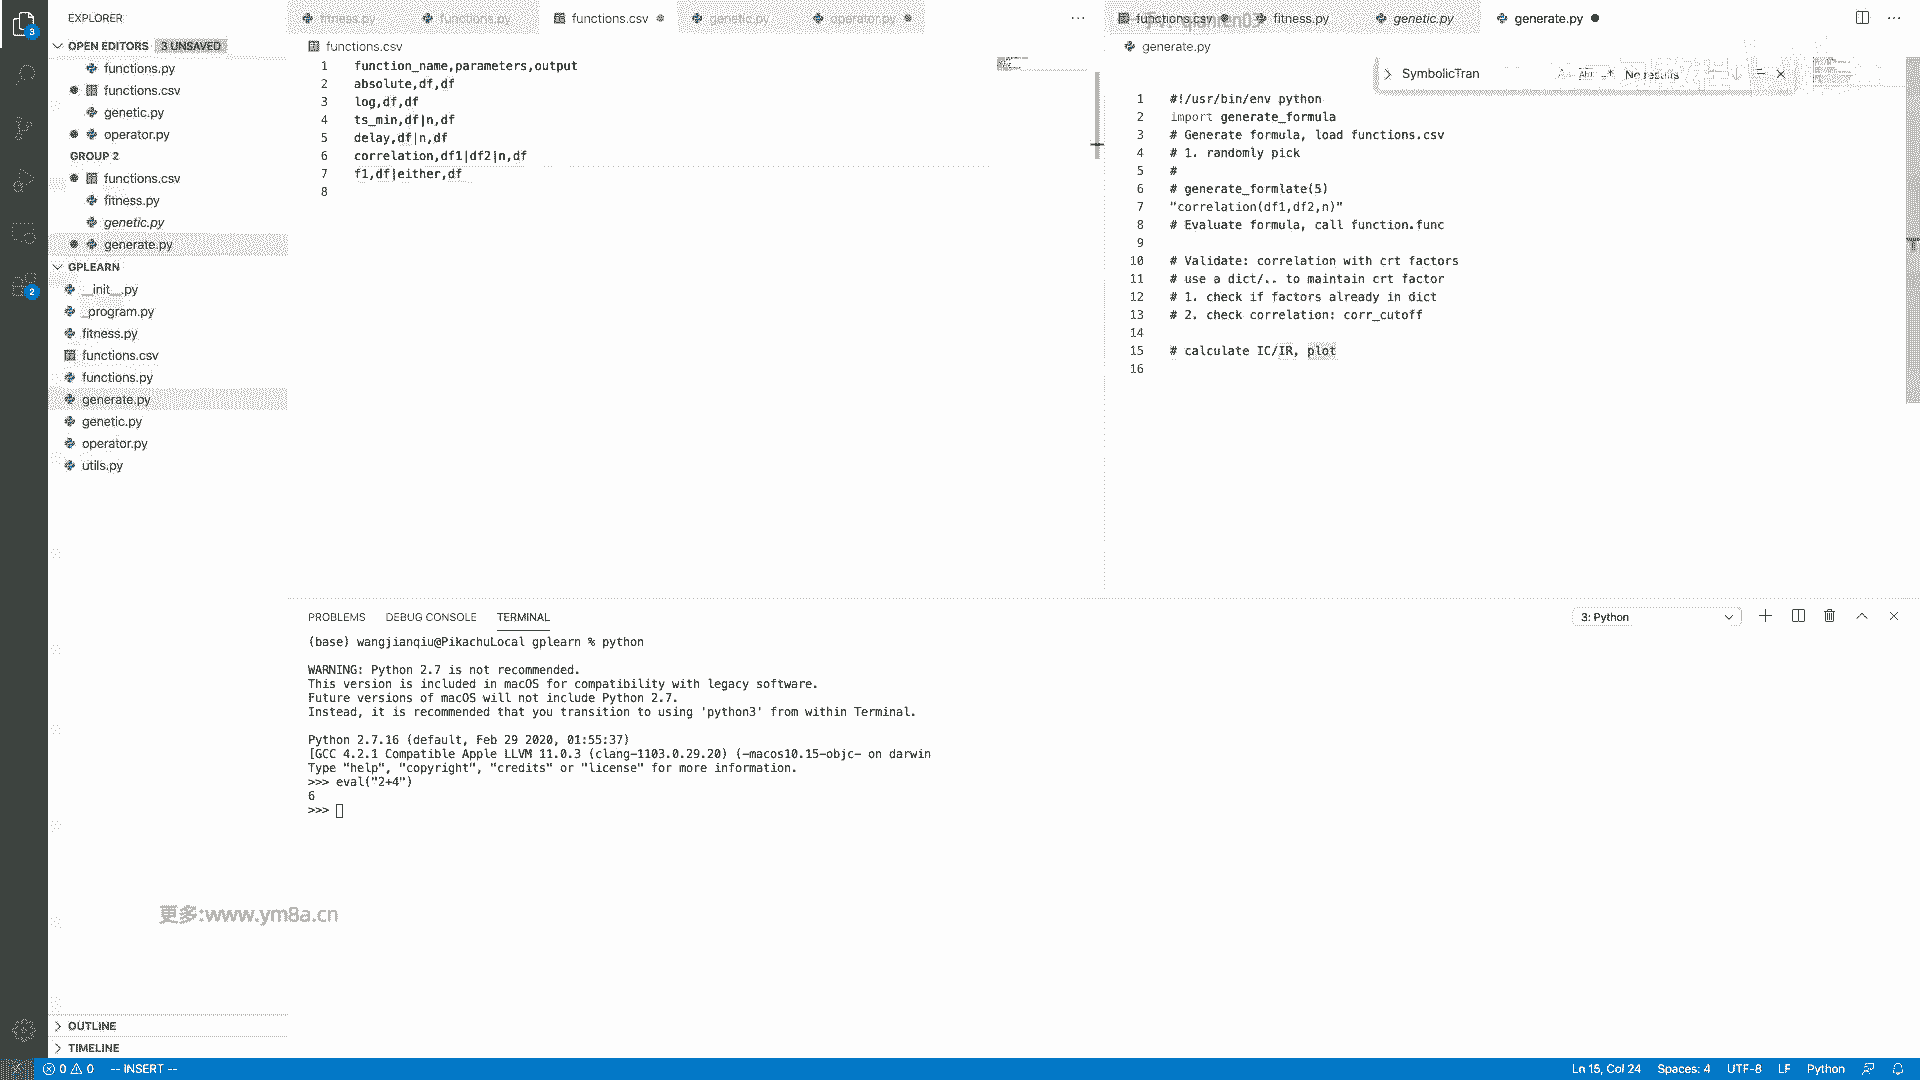 EXPLORER
OPEN EDITORS 3 UNSAVED
functions.py
functions.csv
genetic.py
operator.py
GROUP 2
functions.csv
fitness.py
genetic.py
generate.py
GPLEARN
__init__.py
_program.py
fitness.py
functions.csv
functions.py
generate.py
genetic.py
operator.py
utils.py
OUTLINE
TIMELINE
3
2
fitness.py functions.py functions.csv genetic.py operator.py
functions.csv
1 function_name,parameters,output
2 absolute,df,df
3 log,df,df
4 ts_min,df|n,df
5 delay,df|n,df
6 correlation,df1|df2|n,df
7 f1,df|either,df
8
functions.csv fitness.py genetic.py generate.py
generate.py
SymbolicTran No results
1 #!/usr/bin/env python
2 import generate_formula
3 # Generate formula, load functions.csv
4 # 1. randomly pick
5 #
6 # generate_formlate(5)
7 "correlation(df1,df2,n)"
8 # Evaluate formula, call function.func
9
10 # Validate: correlation with crt factors
11 # use a dict/.. to maintain crt factor
12 # 1. check if factors already in dict
13 # 2. check correlation: corr_cutoff
14
15 # calculate IC/IR, plot
16
PROBLEMS DEBUG CONSOLE TERMINAL 3: Python
(base) wangjianqiu@PikachuLocal gplearn % python
WARNING: Python 2.7 is not recommended.
This version is included in macOS for compatibility with legacy software.
Future versions of macOS will not include Python 2.7.
Instead, it is recommended that you transition to using 'python3' from within Terminal.
Python 2.7.16 (default, Feb 29 2020, 01:55:37)
[GCC 4.2.1 Compatible Apple LLVM 11.0.3 (clang-1103.0.29.20) (-macos10.15-objc- on darwin
Type "help", "copyright", "credits" or "license" for more information.
>>> eval("2+4")
6
>>>
更多:www.ym8a.cn
0 0 -- INSERT -- Ln 15, Col 24 Spaces: 4 UTF-8 LF Python